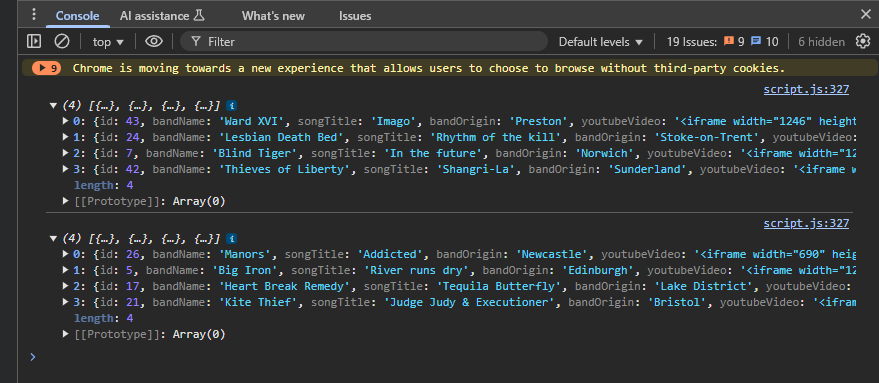 Console AI assistance What's new Issues
top Filter Default levels 19 Issues: 9 10 6 hidden
9 Chrome is moving towards a new experience that allows users to choose to browse without third-party cookies.
script.js:327
(4) [{…}, {…}, {…}, {…}] i
0: {id: 43, bandName: 'Ward XVI', songTitle: 'Imago', bandOrigin: 'Preston', youtubeVideo: '<iframe width="1246" height
1: {id: 24, bandName: 'Lesbian Death Bed', songTitle: 'Rhythm of the kill', bandOrigin: 'Stoke-on-Trent', youtubeVideo:
2: {id: 7, bandName: 'Blind Tiger', songTitle: 'In the future', bandOrigin: 'Norwich', youtubeVideo: '<iframe width="12
3: {id: 42, bandName: 'Thieves of Liberty', songTitle: 'Shangri-La', bandOrigin: 'Sunderland', youtubeVideo: '<iframe w
length: 4
[[Prototype]]: Array(0)
script.js:327
(4) [{…}, {…}, {…}, {…}] i
0: {id: 26, bandName: 'Manors', songTitle: 'Addicted', bandOrigin: 'Newcastle', youtubeVideo: '<iframe width="690" heig
1: {id: 5, bandName: 'Big Iron', songTitle: 'River runs dry', bandOrigin: 'Edinburgh', youtubeVideo: '<iframe width="12
2: {id: 17, bandName: 'Heart Break Remedy', songTitle: 'Tequila Butterfly', bandOrigin: 'Lake District', youtubeVideo:
3: {id: 21, bandName: 'Kite Thief', songTitle: 'Judge Judy & Executioner', bandOrigin: 'Bristol', youtubeVideo: '<ifram
length: 4
[[Prototype]]: Array(0)